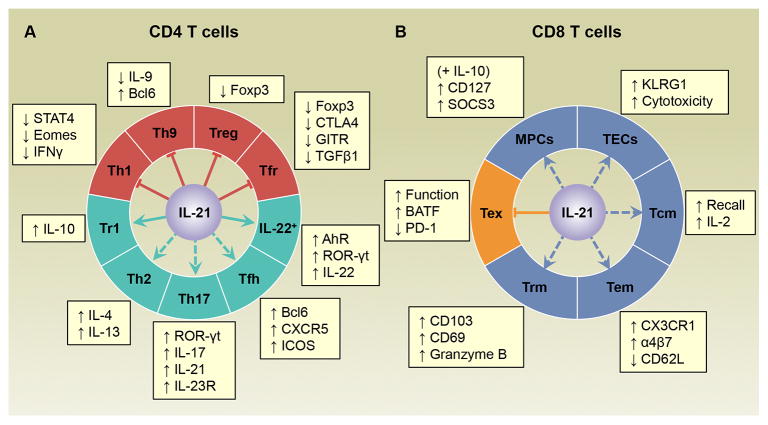 A
CD4 T cells
↓ IL-9
↑ Bcl6
↓ Foxp3
↓ STAT4
↓ Eomes
↓ IFNγ
↓ Foxp3
↓ CTLA4
↓ GITR
↓ TGFβ1
Th9
Treg
Th1
Tfr
IL-21
Tr1
IL-22+
Th2
Tfh
Th17
↑ IL-10
↑ AhR
↑ ROR-γt
↑ IL-22
↑ IL-4
↑ IL-13
↑ ROR-γt
↑ IL-17
↑ IL-21
↑ IL-23R
↑ Bcl6
↑ CXCR5
↑ ICOS
B
CD8 T cells
(+ IL-10)
↑ CD127
↑ SOCS3
↑ KLRG1
↑ Cytotoxicity
MPCs
TECs
Tex
IL-21
Tcm
Trm
Tem
↑ Function
↑ BATF
↓ PD-1
↑ Recall
↑ IL-2
↑ CD103
↑ CD69
↑ Granzyme B
↑ CX3CR1
↑ α4β7
↓ CD62L